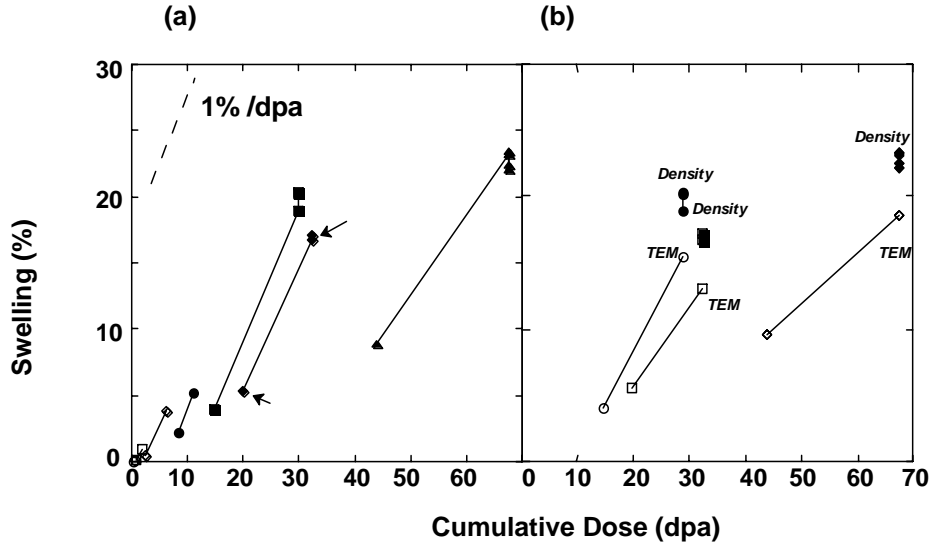 (a) (b)
30
20
10
0
Swelling (%)
1% /dpa
0 10 20 30 40 50 60
Density
Density
Density
TEM
TEM
TEM
0 10 20 30 40 50 60 70
Cumulative Dose (dpa)